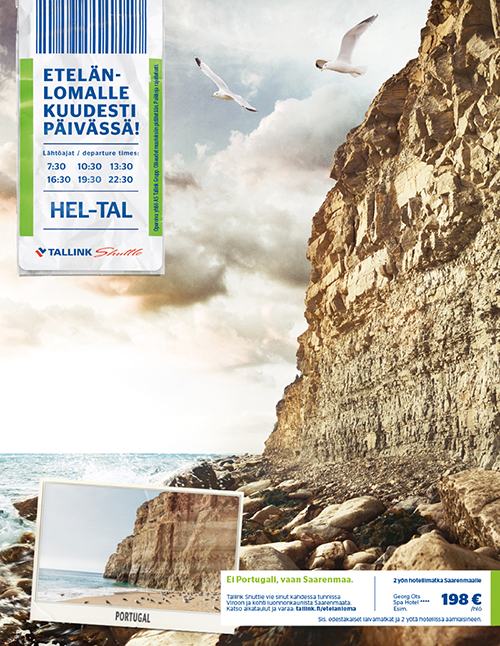 ETELÄN-
LOMALLE
KUUDESTI
PÄIVÄSSÄ!
Lähtöajat / departure times:
7:30 10:30 13:30
16:30 19:30 22:30
HEL–TAL
TALLINK Shuttle
PORTUGAL
Ei Portugali, vaan Saarenmaa.
Tallink Shuttle vie sinut kahdessa tunnissa
Viroon ja kohti luonnonkaunista Saarenmaata.
Katso aikataulut ja varaa: tallink.fi/etelanloma
2 yön hotellimatka Saarenmaalle
Georg Ots
Spa Hotel ****
Esim.
198 €
/hlö
Sis. edestakaiset laivamatkat ja 2 yötä hotellissa aamiaisineen.